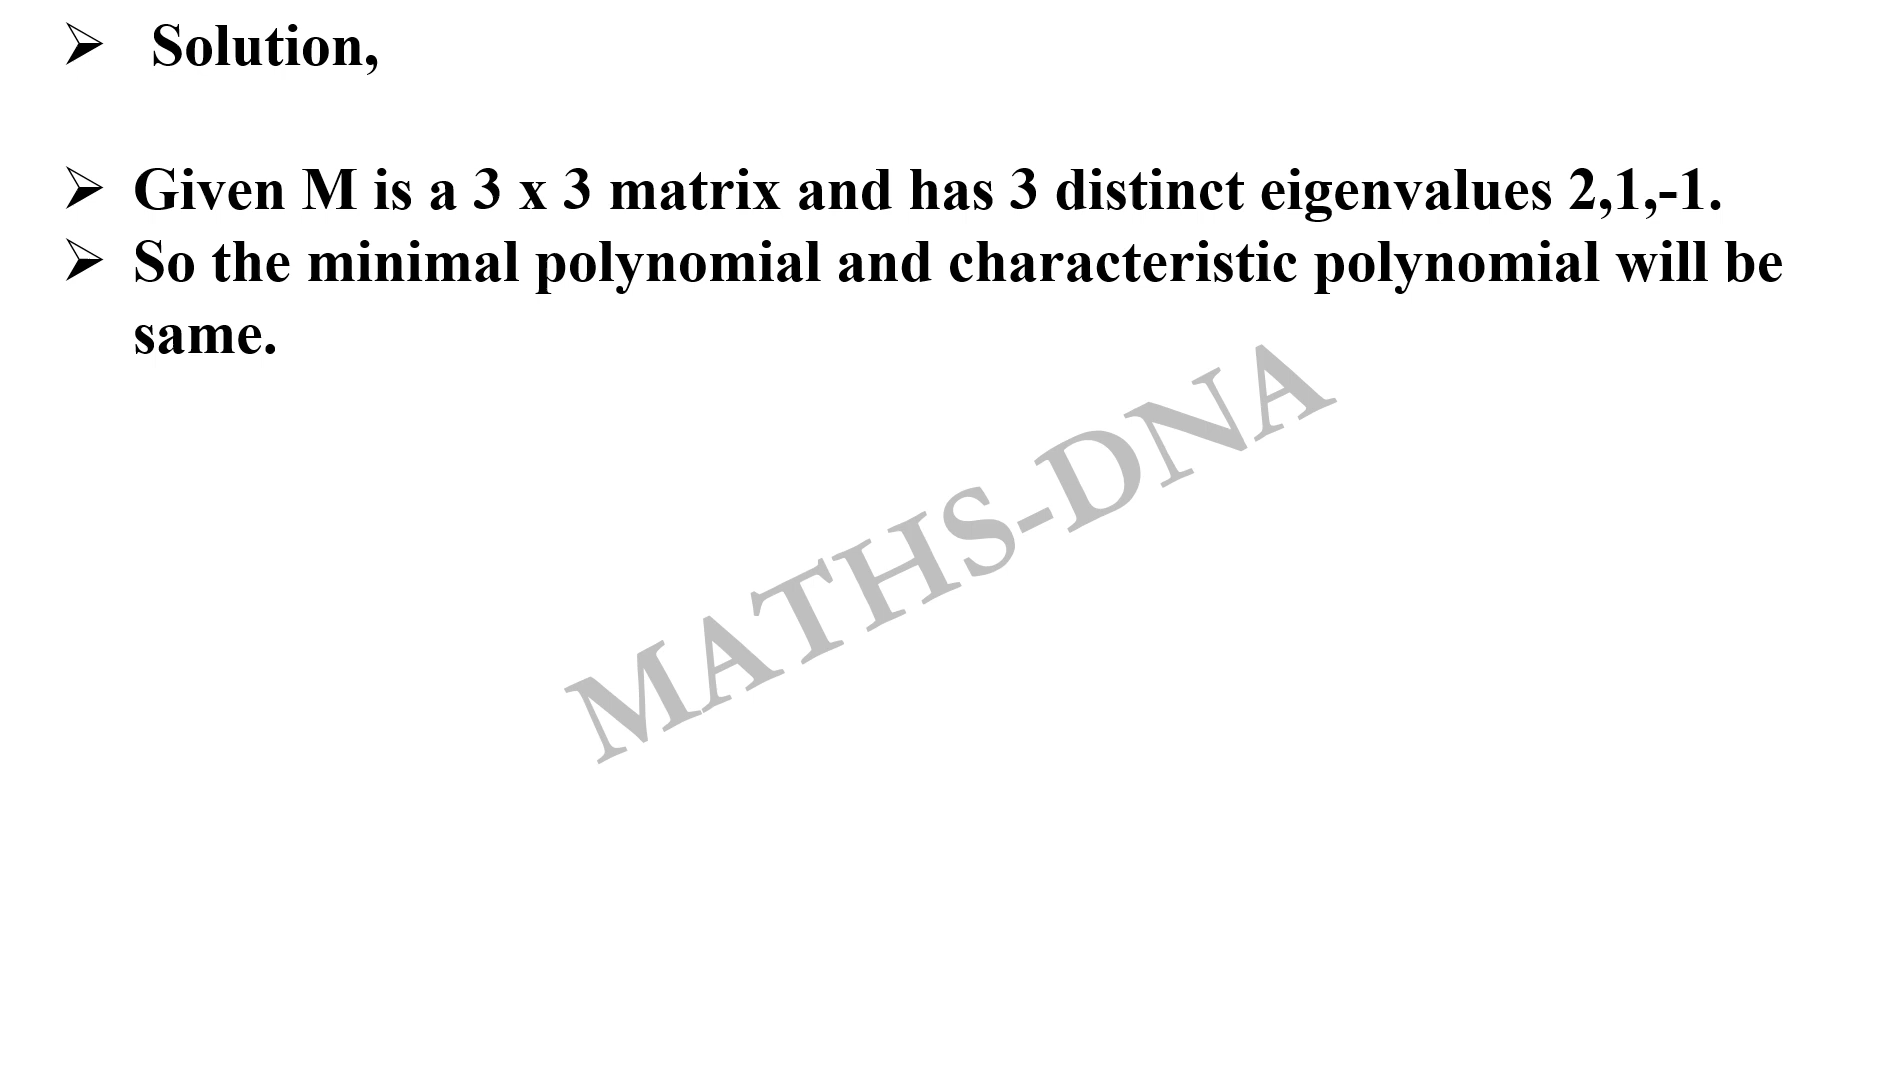 ➢ Solution,
➢ Given M is a 3 x 3 matrix and has 3 distinct eigenvalues 2,1,-1.
➢ So the minimal polynomial and characteristic polynomial will be
same.
MATHS-DNA